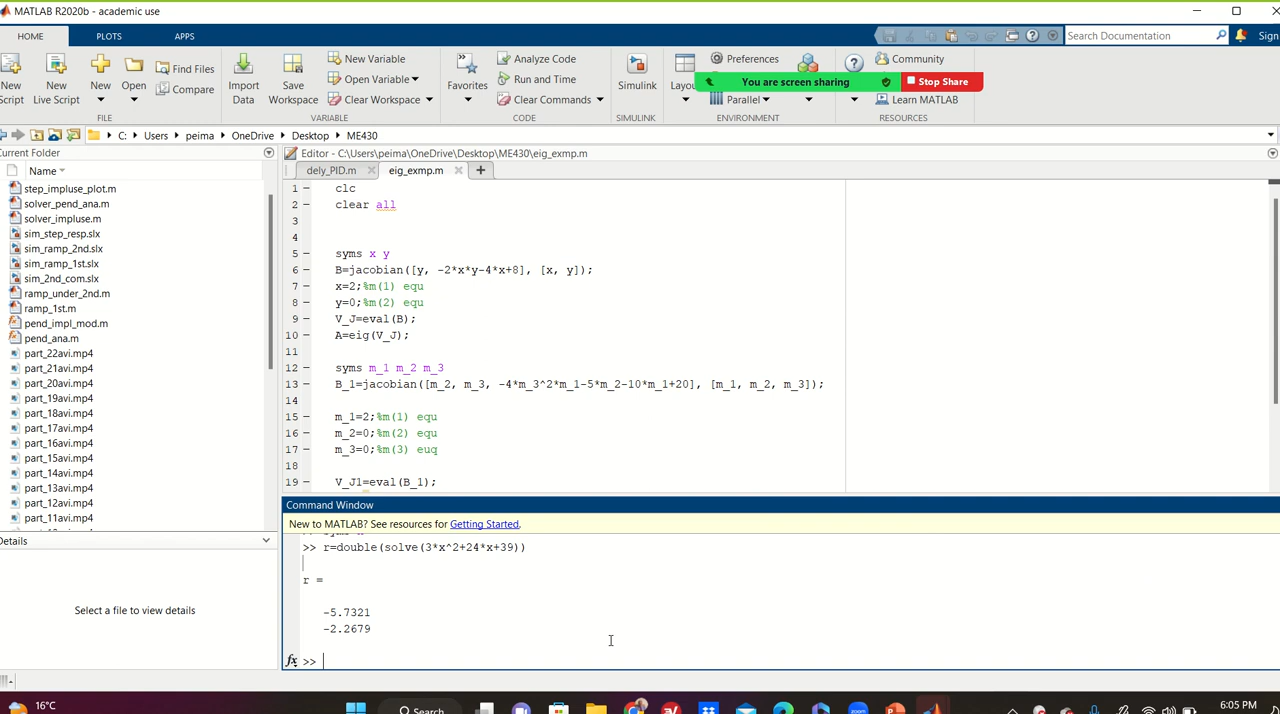 MATLAB R2020b - academic use
HOME PLOTS APPS
Search Documentation
Sign
New Script
New Live Script
New
Open
Find Files
Compare
FILE
Import Data
Save Workspace
New Variable
Open Variable
Clear Workspace
VARIABLE
Favorites
Analyze Code
Run and Time
Clear Commands
CODE
Simulink
SIMULINK
Preferences
Parallel
ENVIRONMENT
You are screen sharing
Stop Share
Community
Learn MATLAB
RESOURCES
C: Users peima OneDrive Desktop ME430
Name
step_impluse_plot.m
solver_pend_ana.m
solver_impluse.m
sim_step_resp.slx
sim_ramp_2nd.slx
sim_ramp_1st.slx
sim_2nd_com.slx
ramp_under_2nd.m
ramp_1st.m
pend_impl_mod.m
pend_ana.m
part_22avi.mp4
part_21avi.mp4
part_20avi.mp4
part_19avi.mp4
part_18avi.mp4
part_17avi.mp4
part_16avi.mp4
part_15avi.mp4
part_14avi.mp4
part_13avi.mp4
part_12avi.mp4
part_11avi.mp4
Details
Select a file to view details
Editor - C:\Users\peima\OneDrive\Desktop\ME430\eig_exmp.m
dely_PID.m eig_exmp.m
1 – clc
2 – clear all
3
4
5 – syms x y
6 – B=jacobian([y, -2*x*y-4*x+8], [x, y]);
7 – x=2;%m(1) equ
8 – y=0;%m(2) equ
9 – V_J=eval(B);
10 – A=eig(V_J);
11
12 – syms m_1 m_2 m_3
13 – B_1=jacobian([m_2, m_3, -4*m_3^2*m_1-5*m_2-10*m_1+20], [m_1, m_2, m_3]);
14
15 – m_1=2;%m(1) equ
16 – m_2=0;%m(2) equ
17 – m_3=0;%m(3) euq
18
19 – V_J1=eval(B_1);
Command Window
New to MATLAB? See resources for Getting Started.
>> r=double(solve(3*x^2+24*x+39))
r =
-5.7321
-2.2679
fx >>
16°C
Search
6:05 PM